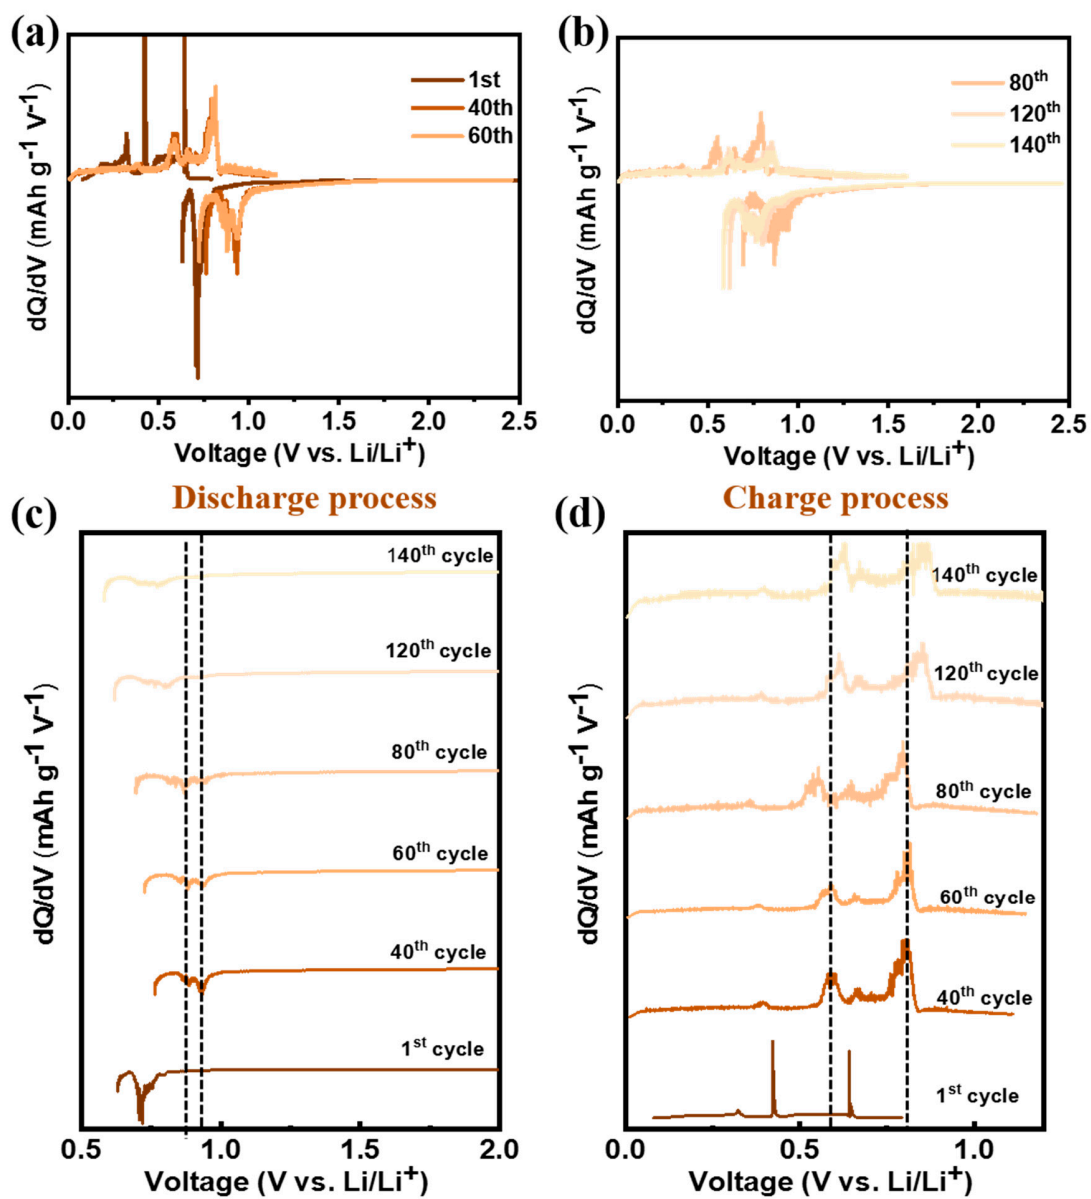 (a)
1st
40th
60th
dQ/dV (mAh g⁻¹ V⁻¹)
0.0 0.5 1.0 1.5 2.0 2.5
Voltage (V vs. Li/Li⁺)
(b)
80ᵗʰ
120ᵗʰ
140ᵗʰ
dQ/dV (mAh g⁻¹ V⁻¹)
0.0 0.5 1.0 1.5 2.0 2.5
Voltage (V vs. Li/Li⁺)
(c)
Discharge process
140ᵗʰ cycle
120ᵗʰ cycle
80ᵗʰ cycle
60ᵗʰ cycle
40ᵗʰ cycle
1ˢᵗ cycle
dQ/dV (mAh g⁻¹ V⁻¹)
0.5 1.0 1.5 2.0
Voltage (V vs. Li/Li⁺)
(d)
Charge process
140ᵗʰ cycle
120ᵗʰ cycle
80ᵗʰ cycle
60ᵗʰ cycle
40ᵗʰ cycle
1ˢᵗ cycle
dQ/dV (mAh g⁻¹ V⁻¹)
0.0 0.5 1.0
Voltage (V vs. Li/Li⁺)